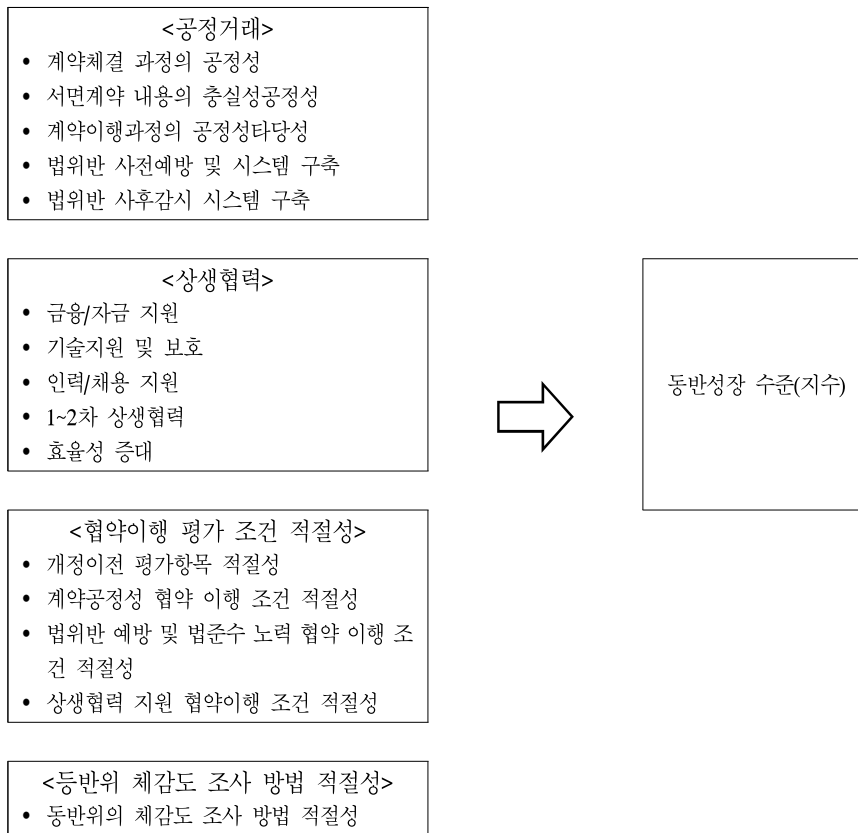 <공정거래>
• 계약체결 과정의 공정성
• 서면계약 내용의 충실성공정성
• 계약이행과정의 공정성타당성
• 법위반 사전예방 및 시스템 구축
• 법위반 사후감시 시스템 구축
<상생협력>
• 금융/자금 지원
• 기술지원 및 보호
• 인력/채용 지원
• 1~2차 상생협력
• 효율성 증대
동반성장 수준(지수)
<협약이행 평가 조건 적절성>
• 개정이전 평가항목 적절성
• 계약공정성 협약 이행 조건 적절성
• 법위반 예방 및 법준수 노력 협약 이행 조
건 적절성
• 상생협력 지원 협약이행 조건 적절성
<등반위 체감도 조사 방법 적절성>
• 동반위의 체감도 조사 방법 적절성